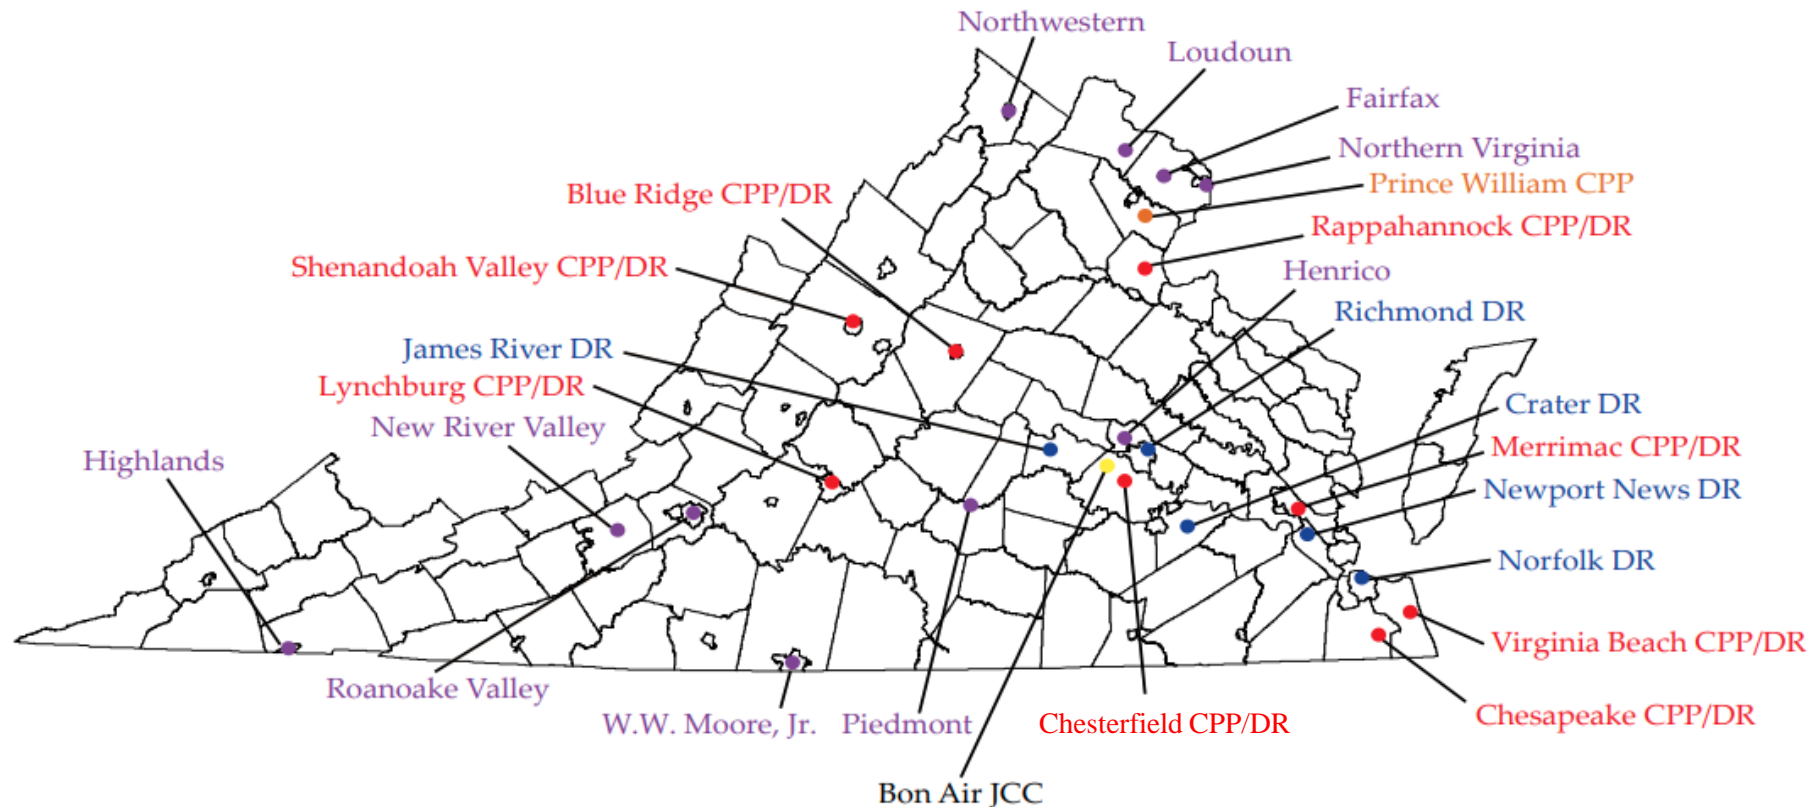 Northwestern
Loudoun
Fairfax
Northern Virginia
Prince William CPP
Blue Ridge CPP/DR
Rappahannock CPP/DR
Shenandoah Valley CPP/DR
Henrico
Richmond DR
James River DR
Lynchburg CPP/DR
Crater DR
New River Valley
Merrimac CPP/DR
Highlands
Newport News DR
Norfolk DR
Virginia Beach CPP/DR
Roanoake Valley
Chesapeake CPP/DR
W.W. Moore, Jr.
Piedmont
Chesterfield CPP/DR
Bon Air JCC